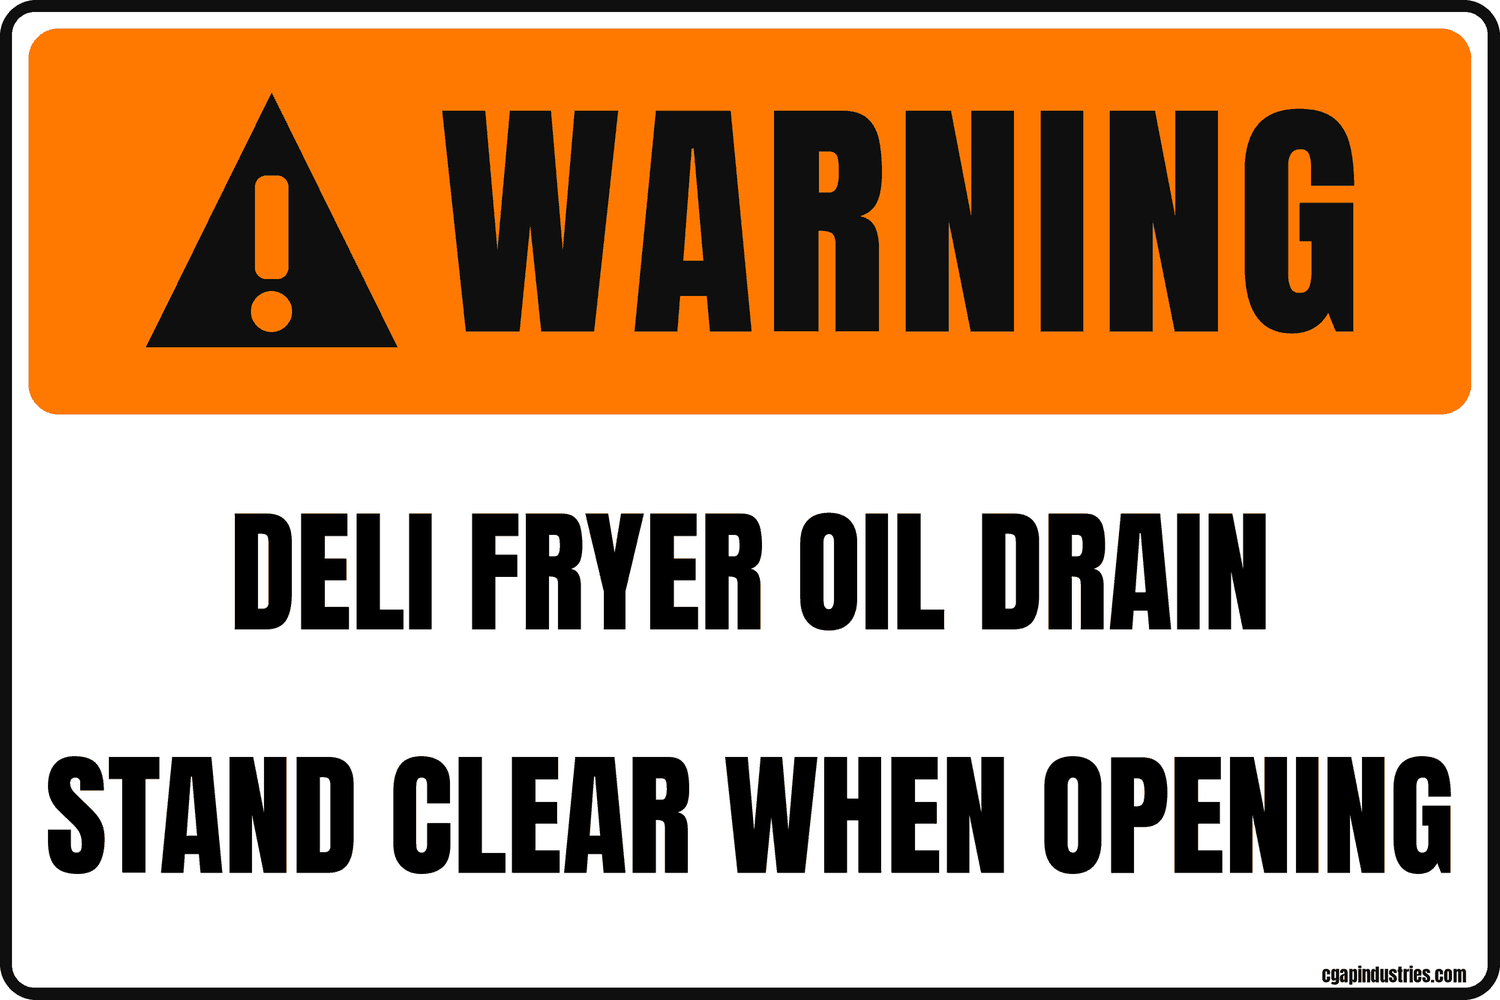 WARNING
DELI FRYER OIL DRAIN
STAND CLEAR WHEN OPENING
cgapindustries.com